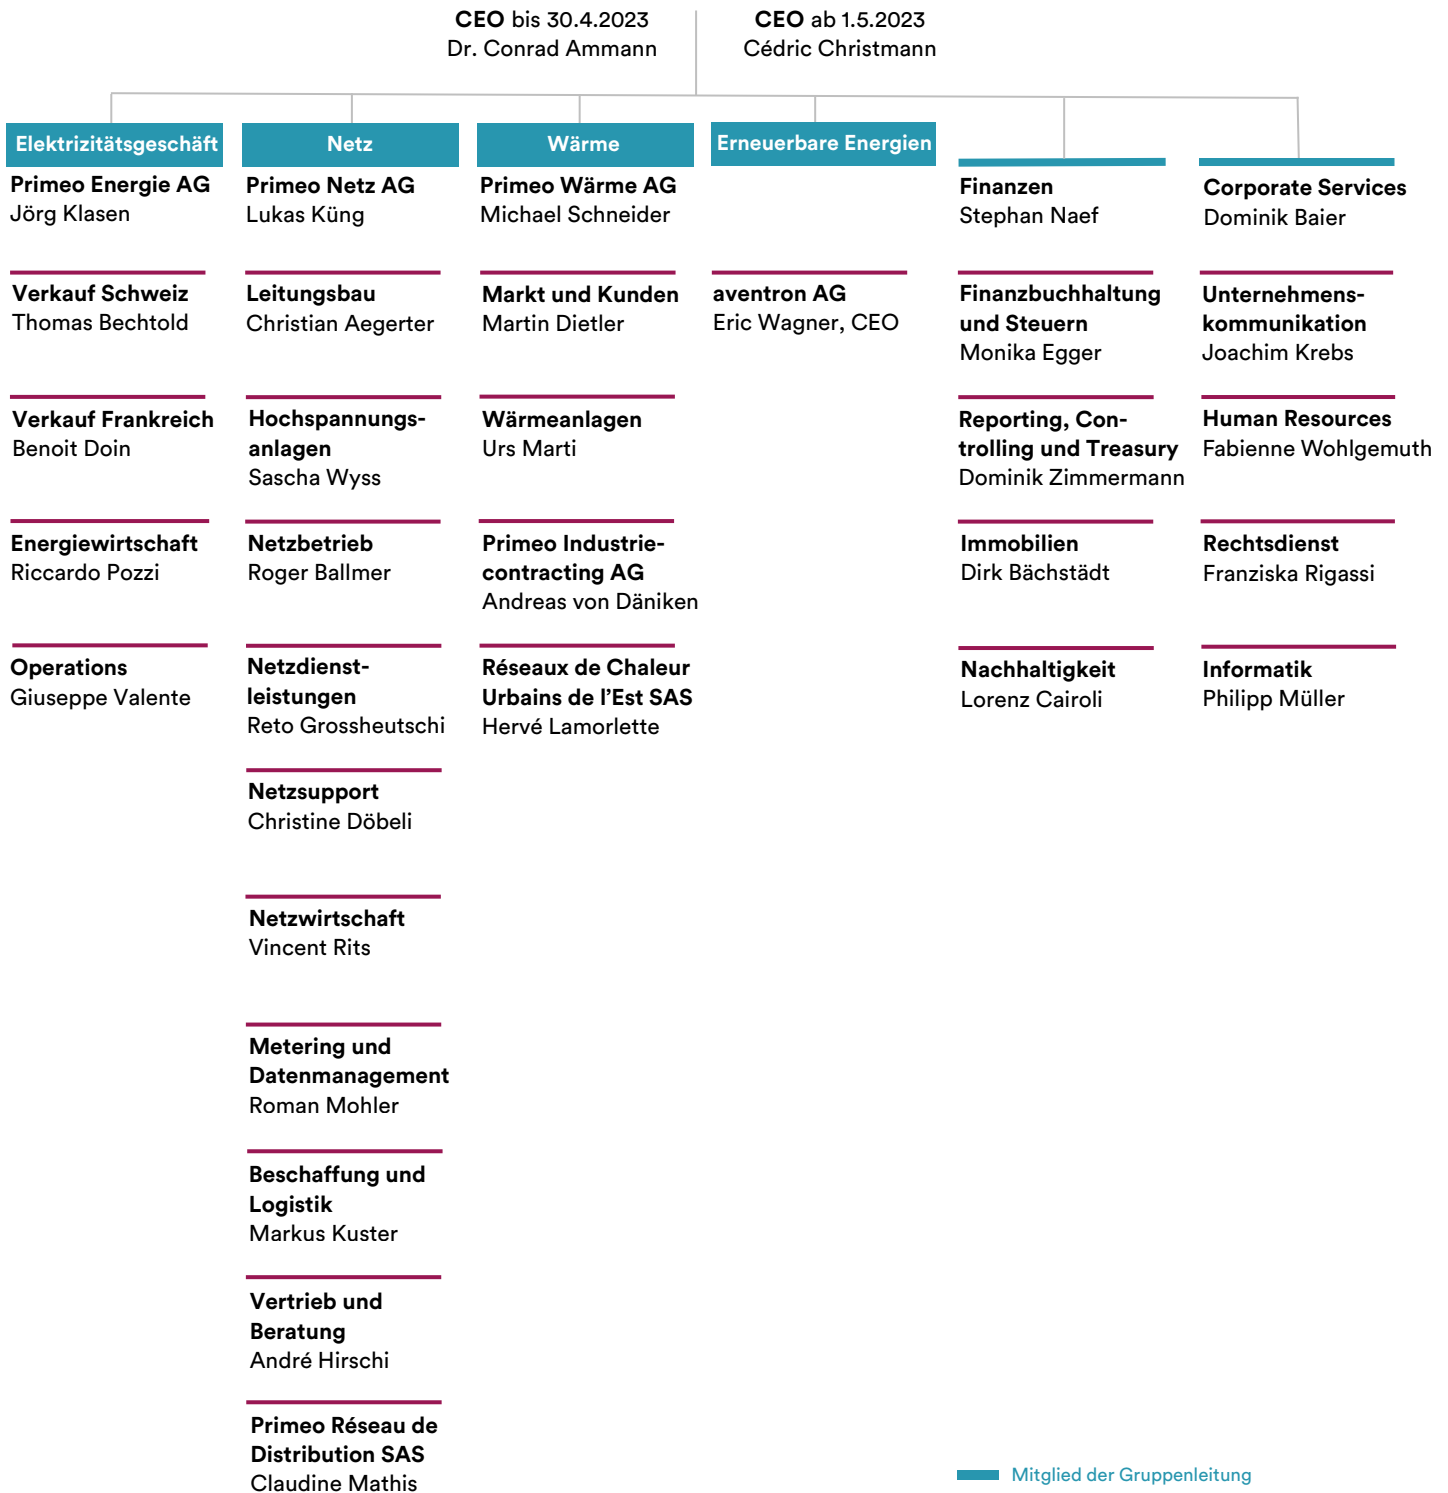 CEO bis 30.4.2023
Dr. Conrad Ammann
CEO ab 1.5.2023
Cédric Christmann
Elektrizitätsgeschäft
Primeo Energie AG
Jörg Klasen
Verkauf Schweiz
Thomas Bechtold
Verkauf Frankreich
Benoit Doin
Energiewirtschaft
Riccardo Pozzi
Operations
Giuseppe Valente
Netz
Primeo Netz AG
Lukas Küng
Leitungsbau
Christian Aegerter
Hochspannungs-
anlagen
Sascha Wyss
Netzbetrieb
Roger Ballmer
Netzdienst-
leistungen
Reto Grossheutschi
Netzsupport
Christine Döbeli
Netzwirtschaft
Vincent Rits
Metering und
Datenmanagement
Roman Mohler
Beschaffung und
Logistik
Markus Kuster
Vertrieb und
Beratung
André Hirschi
Primeo Réseau de
Distribution SAS
Claudine Mathis
Wärme
Primeo Wärme AG
Michael Schneider
Markt und Kunden
Martin Dietler
Wärmeanlagen
Urs Marti
Primeo Industrie-
contracting AG
Andreas von Däniken
Réseaux de Chaleur
Urbains de l’Est SAS
Hervé Lamorlette
Erneuerbare Energien
aventron AG
Eric Wagner, CEO
Finanzen
Stephan Naef
Finanzbuchhaltung
und Steuern
Monika Egger
Reporting, Con-
trolling und Treasury
Dominik Zimmermann
Immobilien
Dirk Bächstädt
Nachhaltigkeit
Lorenz Cairoli
Corporate Services
Dominik Baier
Unternehmens-
kommunikation
Joachim Krebs
Human Resources
Fabienne Wohlgemuth
Rechtsdienst
Franziska Rigassi
Informatik
Philipp Müller
Mitglied der Gruppenleitung